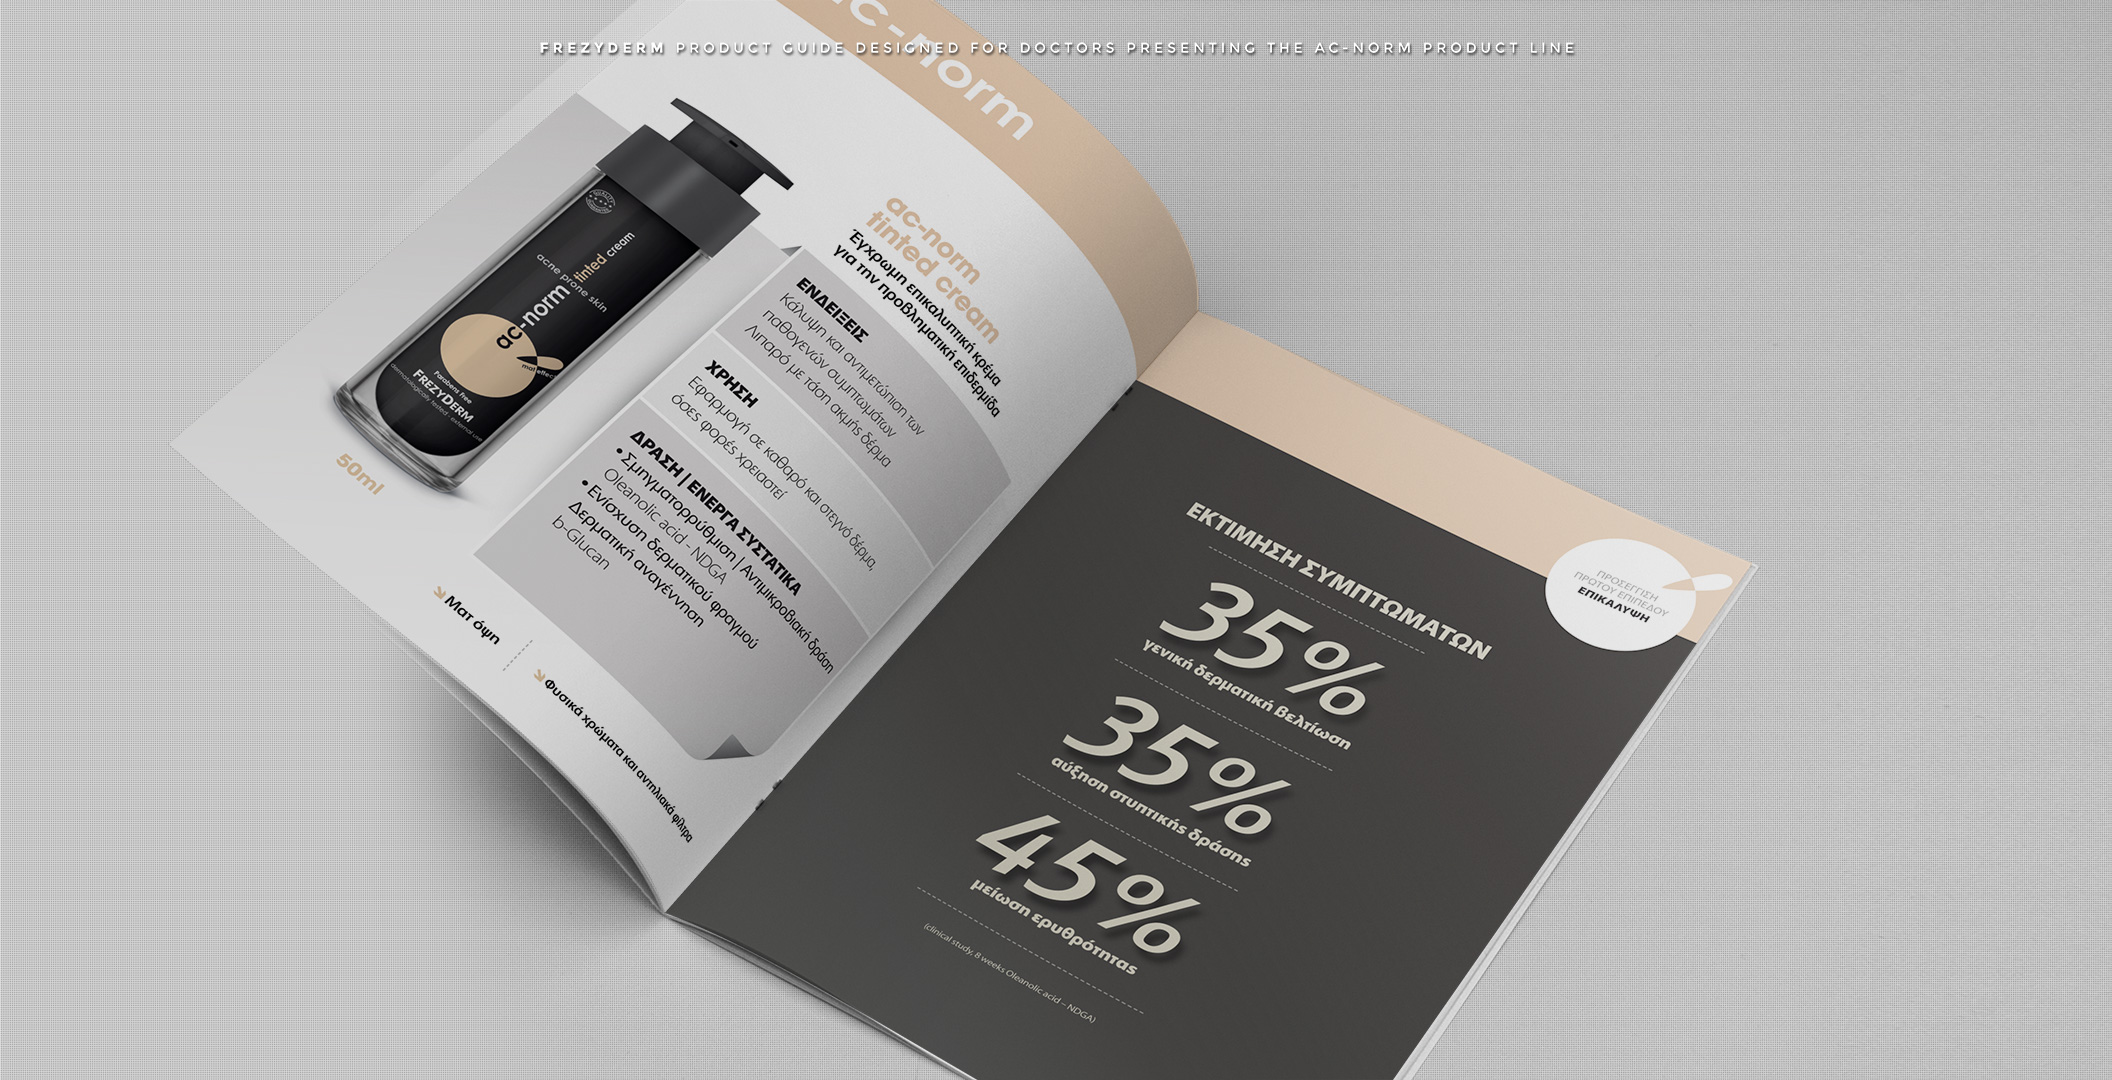 FREZYDERM PRODUCT GUIDE DESIGNED FOR DOCTORS PRESENTING THE AC-NORM PRODUCT LINE
ac-norm
tinted cream
acne prone skin
ac-norm
mat effect
Parabens Free
FREZYDERM
dermatologically tested - external use
50ml
ac-norm
tinted cream
Έγχρωμη επικαλυπτική κρέμα
για την προβληματική επιδερμίδα
ΕΝΔΕΙΞΕΙΣ
Κάλυψη και αντιμετώπιση των
παθογενών συμπτωμάτων
Λιπαρό με τάση ακμής δέρμα
ΧΡΗΣΗ
Εφαρμογή σε καθαρό και στεγνό δέρμα,
όσες φορές χρειαστεί
ΔΡΑΣΗ | ΕΝΕΡΓΑ ΣΥΣΤΑΤΙΚΑ
• Σμηγματορρύθμιση | Αντιμικροβιακή δράση
Oleanolic acid - NDGA
• Ενίσχυση δερματικού φραγμού
Δερματική αναγέννηση
b-Glucan
Ματ όψη
Φυσικά χρώματα και αντηλιακά φίλτρα
ΠΡΟΣΕΓΓΙΣΗ
ΠΡΩΤΟΥ ΕΠΙΠΕΔΟΥ
ΕΠΙΚΑΛΥΨΗ
ΕΚΤΙΜΗΣΗ ΣΥΜΠΤΩΜΑΤΩΝ
35%
γενική δερματική βελτίωση
35%
αύξηση στυπτικής δράσης
45%
μείωση ερυθρότητας
(clinical study, 8 weeks Oleanolic acid – NDGA)